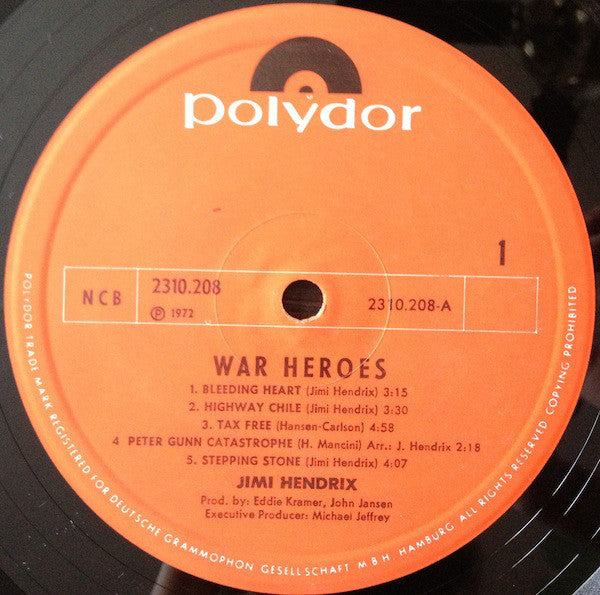 polydor
1
NCB
2310.208
℗ 1972
2310.208-A
WAR HEROES
1. BLEEDING HEART (Jimi Hendrix) 3:15
2. HIGHWAY CHILE (Jimi Hendrix) 3:30
3. TAX FREE (Hansen-Carlson) 4:58
4 PETER GUNN CATASTROPHE (H. Mancini) Arr.: J. Hendrix 2:18
5. STEPPING STONE (Jimi Hendrix) 4:07
JIMI HENDRIX
Prod. by: Eddie Kramer, John Jansen
Executive Producer: Michael Jeffrey
POLYDOR TRADE MARK REGISTERED FOR DEUTSCHE GRAMMOPHON GESELLSCHAFT M B H HAMBURG ALL RIGHTS RESERVED COPYING PROHIBITED